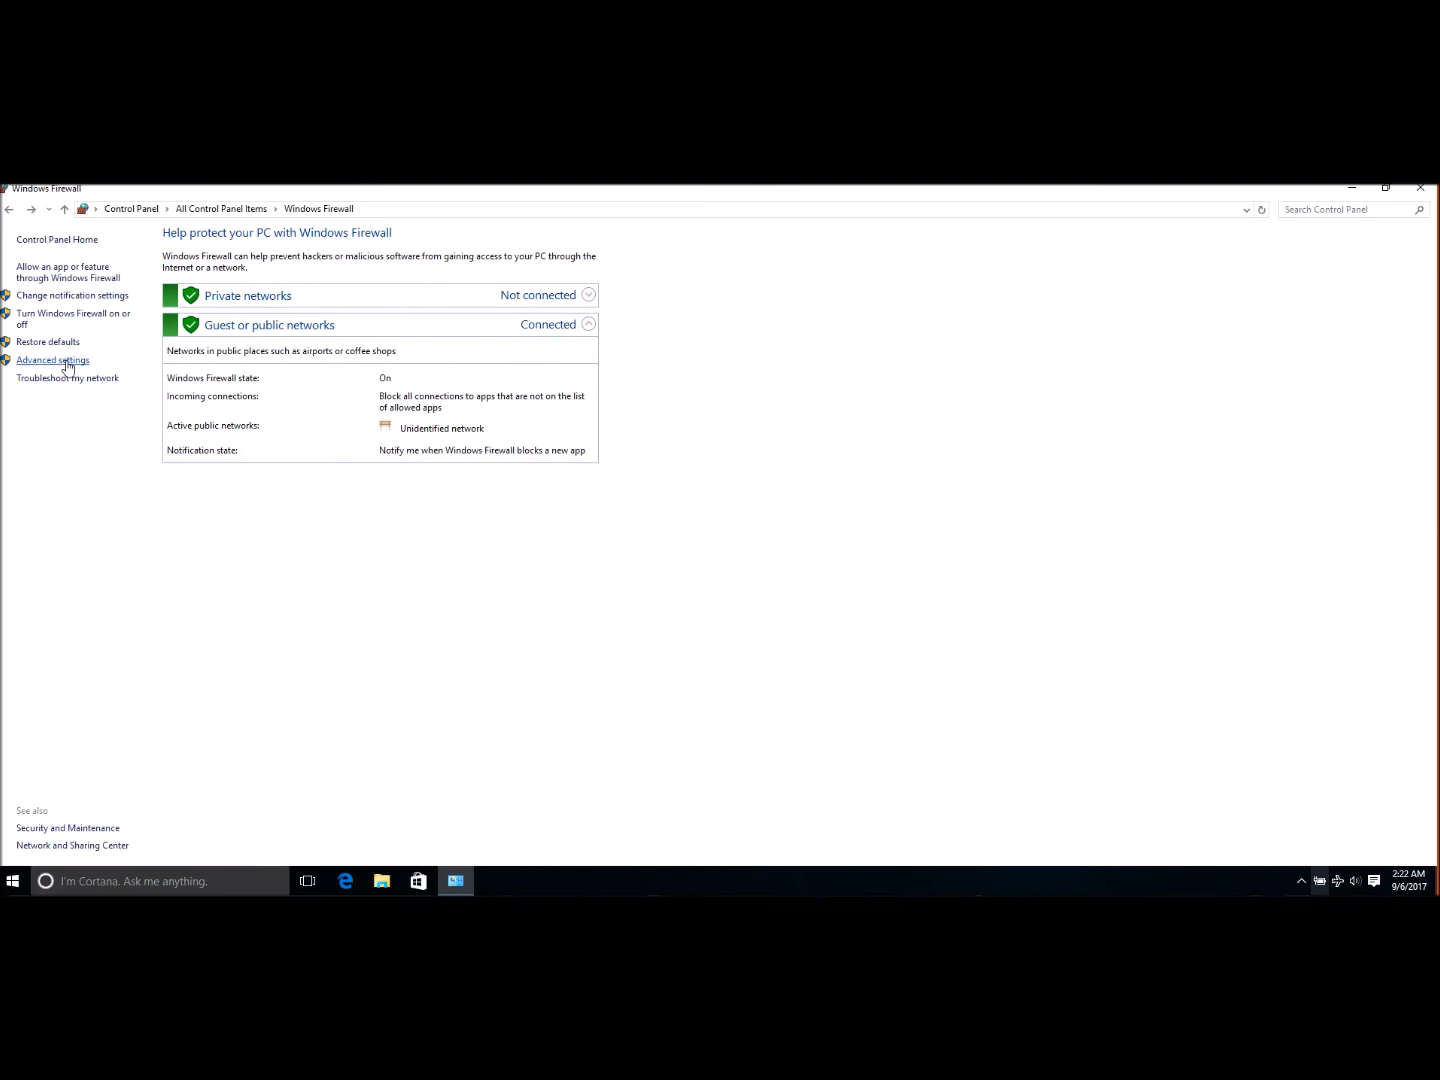 Windows Firewall
Control Panel
All Control Panel Items
Windows Firewall
Search Control Panel
Control Panel Home
Allow an app or feature
through Windows Firewall
Change notification settings
Turn Windows Firewall on or
off
Restore defaults
Advanced settings
Troubleshoot my network
Help protect your PC with Windows Firewall
Windows Firewall can help prevent hackers or malicious software from gaining access to your PC through the
Internet or a network.
Private networks Not connected
Guest or public networks Connected
Networks in public places such as airports or coffee shops
Windows Firewall state: On
Incoming connections: Block all connections to apps that are not on the list
of allowed apps
Active public networks: Unidentified network
Notification state: Notify me when Windows Firewall blocks a new app
See also
Security and Maintenance
Network and Sharing Center
I'm Cortana. Ask me anything.
2:22 AM
9/6/2017